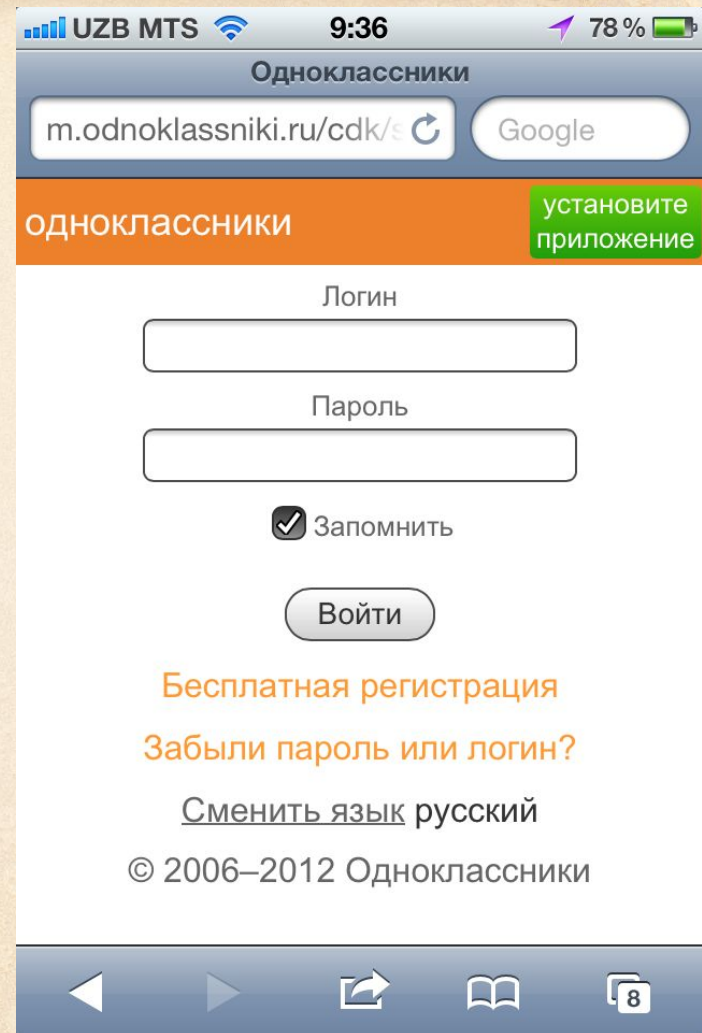 UZB MTS 9:36 78 %
Одноклассники
m.odnoklassniki.ru/cdk/s Google
одноклассники
установите
приложение
Логин
Пароль
Запомнить
Войти
Бесплатная регистрация
Забыли пароль или логин?
Сменить язык русский
© 2006–2012 Одноклассники
8